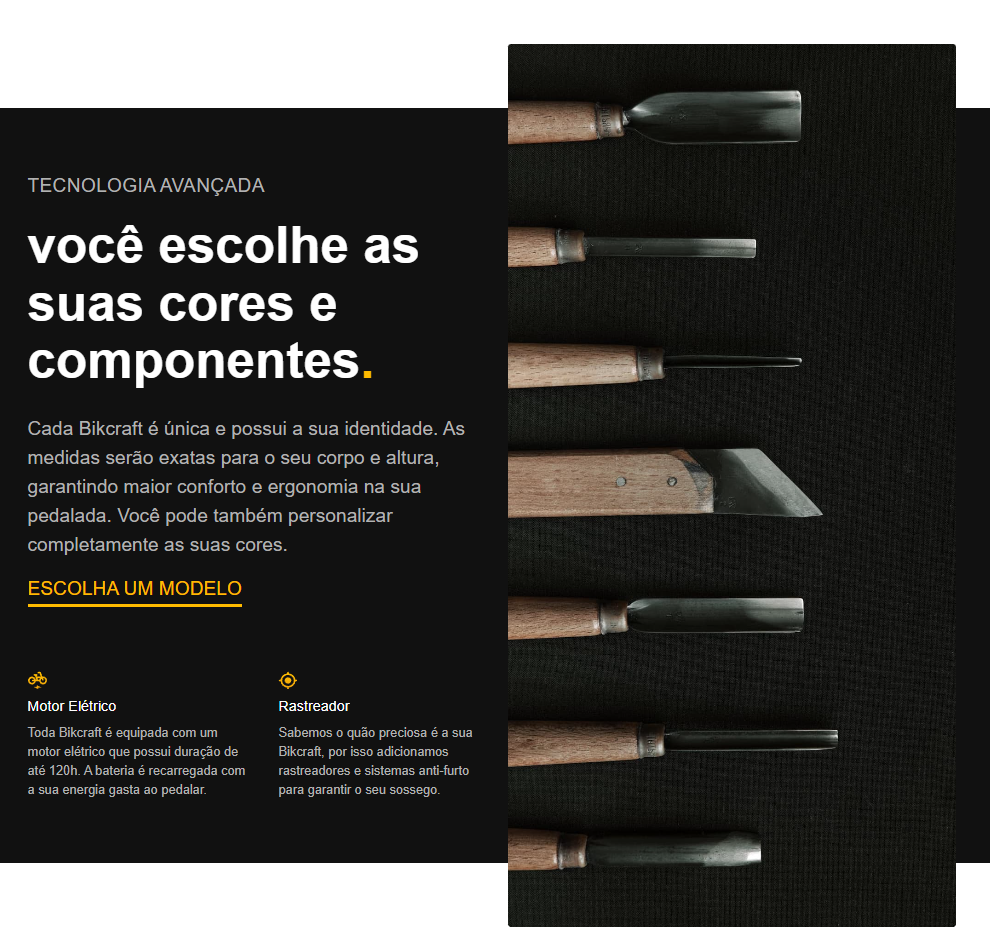 TECNOLOGIA AVANÇADA
você escolhe as
suas cores e
componentes.
Cada Bikcraft é única e possui a sua identidade. As
medidas serão exatas para o seu corpo e altura,
garantindo maior conforto e ergonomia na sua
pedalada. Você pode também personalizar
completamente as suas cores.
ESCOLHA UM MODELO
Motor Elétrico
Toda Bikcraft é equipada com um
motor elétrico que possui duração de
até 120h. A bateria é recarregada com
a sua energia gasta ao pedalar.
Rastreador
Sabemos o quão preciosa é a sua
Bikcraft, por isso adicionamos
rastreadores e sistemas anti-furto
para garantir o seu sossego.